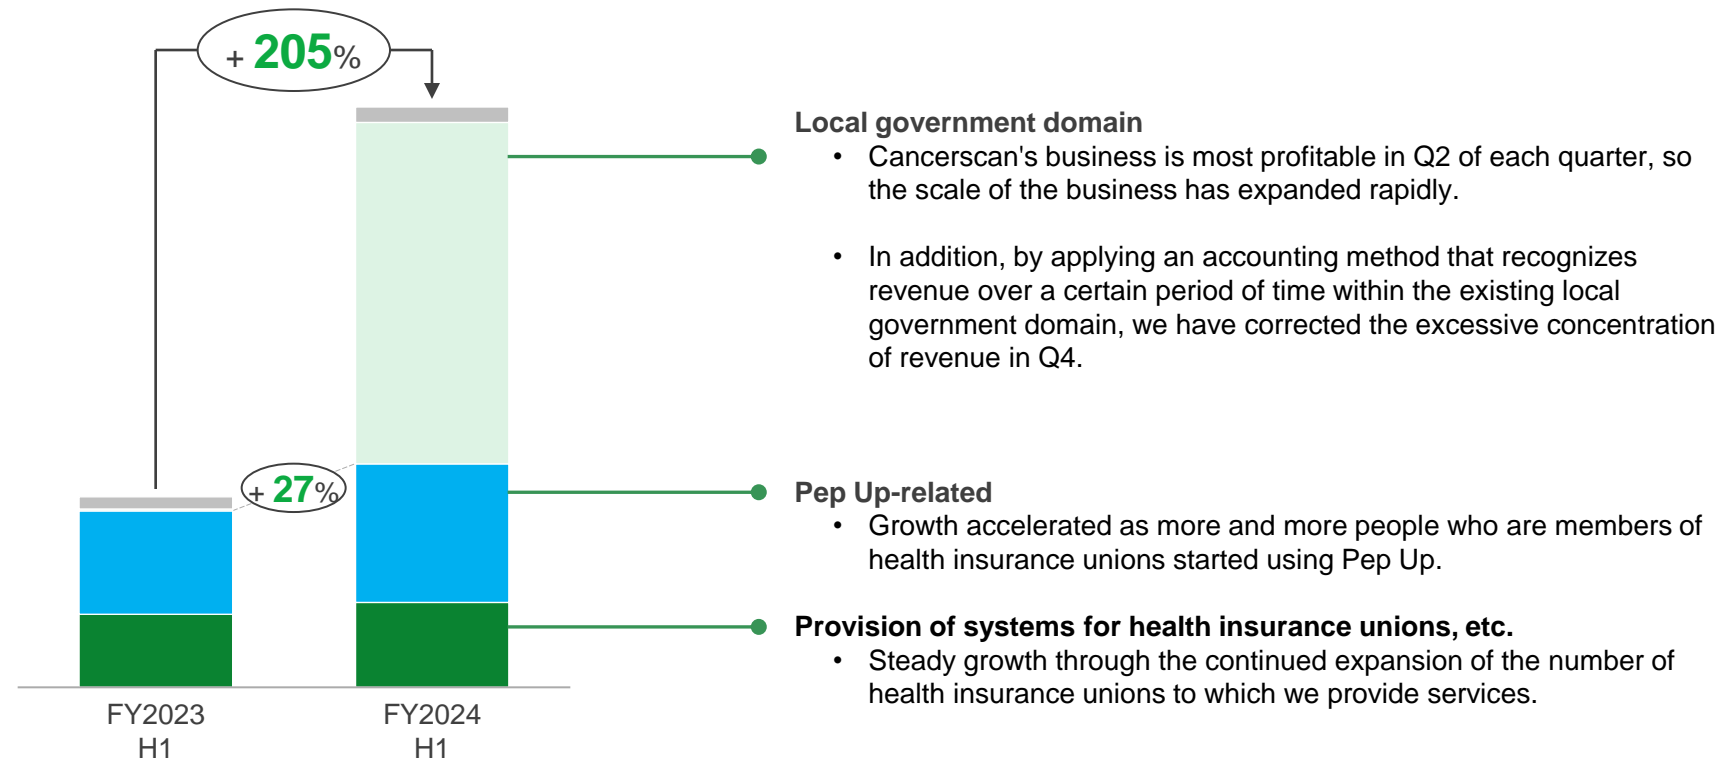 + 205%
Local government domain
• Cancerscan's business is most profitable in Q2 of each quarter, so
the scale of the business has expanded rapidly.
• In addition, by applying an accounting method that recognizes
revenue over a certain period of time within the existing local
government domain, we have corrected the excessive concentration
of revenue in Q4.
+ 27%
Pep Up-related
• Growth accelerated as more and more people who are members of
health insurance unions started using Pep Up.
Provision of systems for health insurance unions, etc.
• Steady growth through the continued expansion of the number of
health insurance unions to which we provide services.
FY2023
H1
FY2024
H1